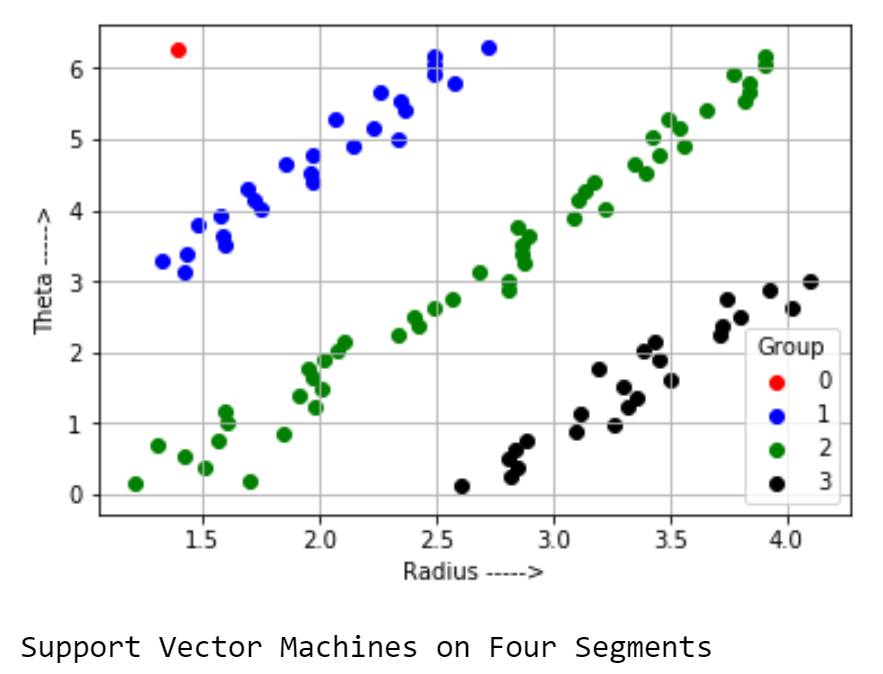 6
5
4
3
2
1
0
Theta ----->
1.5 2.0 2.5 3.0 3.5 4.0
Radius ----->
Group
0
1
2
3
Support Vector Machines on Four Segments